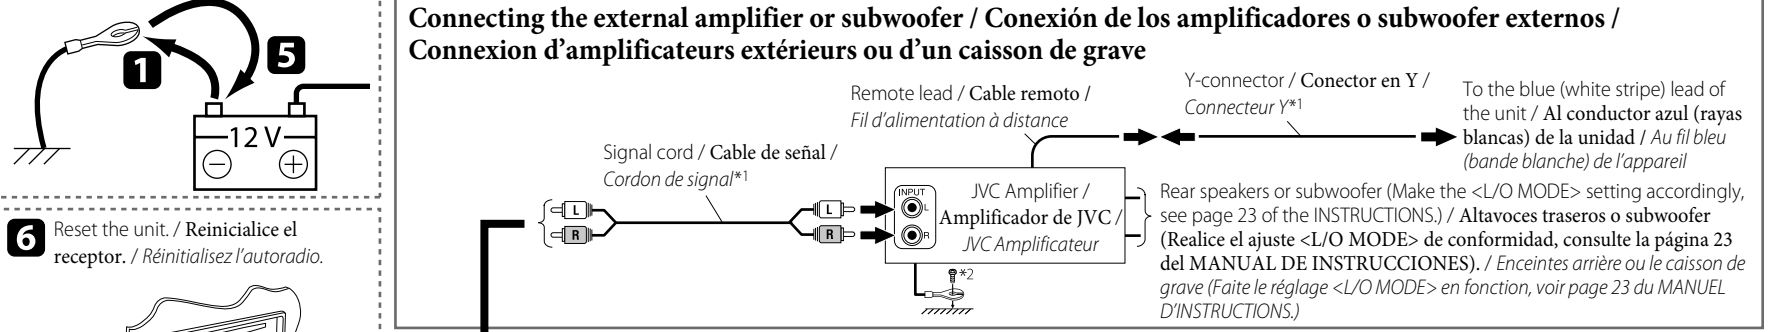 1
5
12 V
6
Reset the unit. / Reinicialice el
receptor. / Réinitialisez l’autoradio.
Connecting the external amplifier or subwoofer / Conexión de los amplificadores o subwoofer externos /
Connexion d’amplificateurs extérieurs ou d’un caisson de grave
Signal cord / Cable de señal /
Cordon de signal*1
L
R
L
R
Remote lead / Cable remoto /
Fil d’alimentation à distance
Y-connector / Conector en Y /
Connecteur Y*1
To the blue (white stripe) lead of
the unit / Al conductor azul (rayas
blancas) de la unidad / Au fil bleu
(bande blanche) de l’appareil
INPUT
L
R
JVC Amplifier /
Amplificador de JVC /
JVC Amplificateur
*2
Rear speakers or subwoofer (Make the <L/O MODE> setting accordingly,
see page 23 of the INSTRUCTIONS.) / Altavoces traseros o subwoofer
(Realice el ajuste <L/O MODE> de conformidad, consulte la página 23
del MANUAL DE INSTRUCCIONES). / Enceintes arrière ou le caisson de
grave (Faite le réglage <L/O MODE> en fonction, voir page 23 du MANUEL
D’INSTRUCTIONS.)